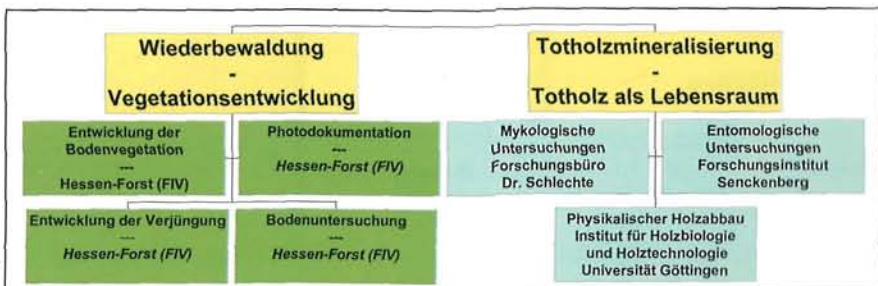 Wiederbewaldung
-
Vegetationsentwicklung
Totholzmineralisierung
-
Totholz als Lebensraum
Entwicklung der
Bodenvegetation
---
Hessen-Forst (FIV)
Photodokumentation
---
Hessen-Forst (FIV)
Mykologische
Untersuchungen
Forschungsbüro
Dr. Schlechte
Entomologische
Untersuchungen
Forschungsinstitut
Senckenberg
Entwicklung der Verjüngung
---
Hessen-Forst (FIV)
Bodenuntersuchung
---
Hessen-Forst (FIV)
Physikalischer Holzabbau
Institut für Holzbiologie
und Holztechnologie
Universität Göttingen